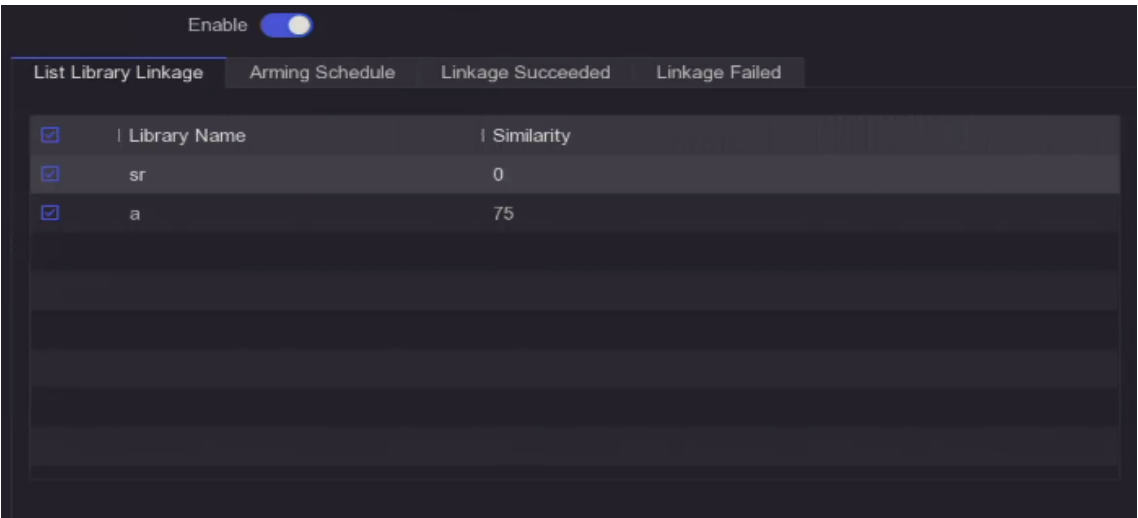 Enable
List Library Linkage Arming Schedule Linkage Succeeded Linkage Failed
Library Name Similarity
sr 0
a 75